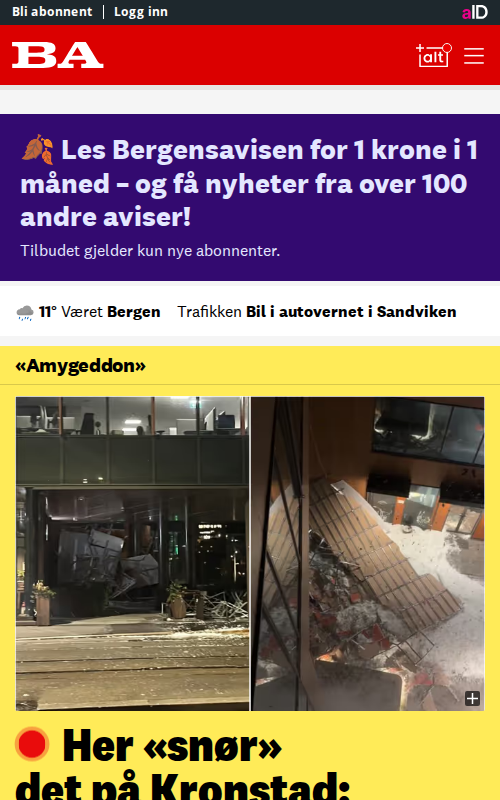 Bli abonnent | Logg inn
aID
BA
alt
Les Bergensavisen for 1 krone i 1
måned – og få nyheter fra over 100
andre aviser!
Tilbudet gjelder kun nye abonnenter.
11° Været Bergen Trafikken Bil i autovernet i Sandviken
«Amygeddon»
Her «snør»
det på Kronstad: